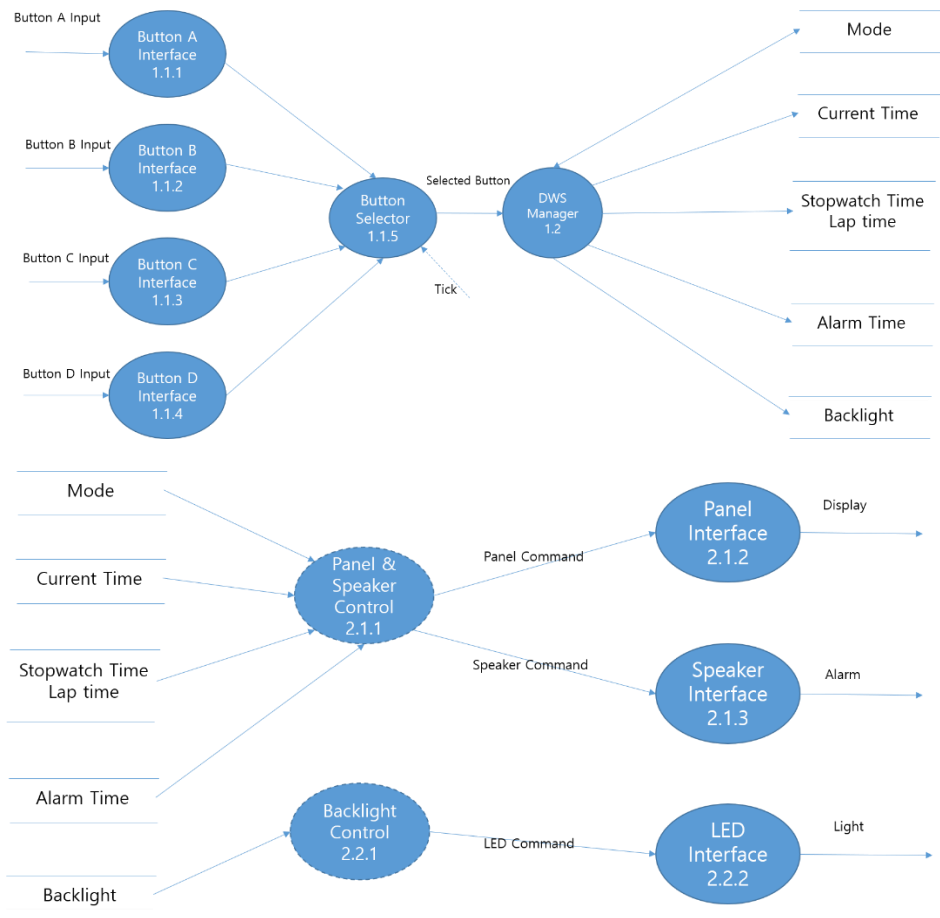 Button A Input
Button A
Interface
1.1.1
Button B Input
Button B
Interface
1.1.2
Button C Input
Button C
Interface
1.1.3
Button D Input
Button D
Interface
1.1.4
Button
Selector
1.1.5
Tick
Selected Button
DWS
Manager
1.2
Mode
Current Time
Stopwatch Time
Lap time
Alarm Time
Backlight
Mode
Current Time
Stopwatch Time
Lap time
Alarm Time
Backlight
Panel &
Speaker
Control
2.1.1
Panel Command
Panel
Interface
2.1.2
Display
Speaker Command
Speaker
Interface
2.1.3
Alarm
Backlight
Control
2.2.1
LED Command
LED
Interface
2.2.2
Light